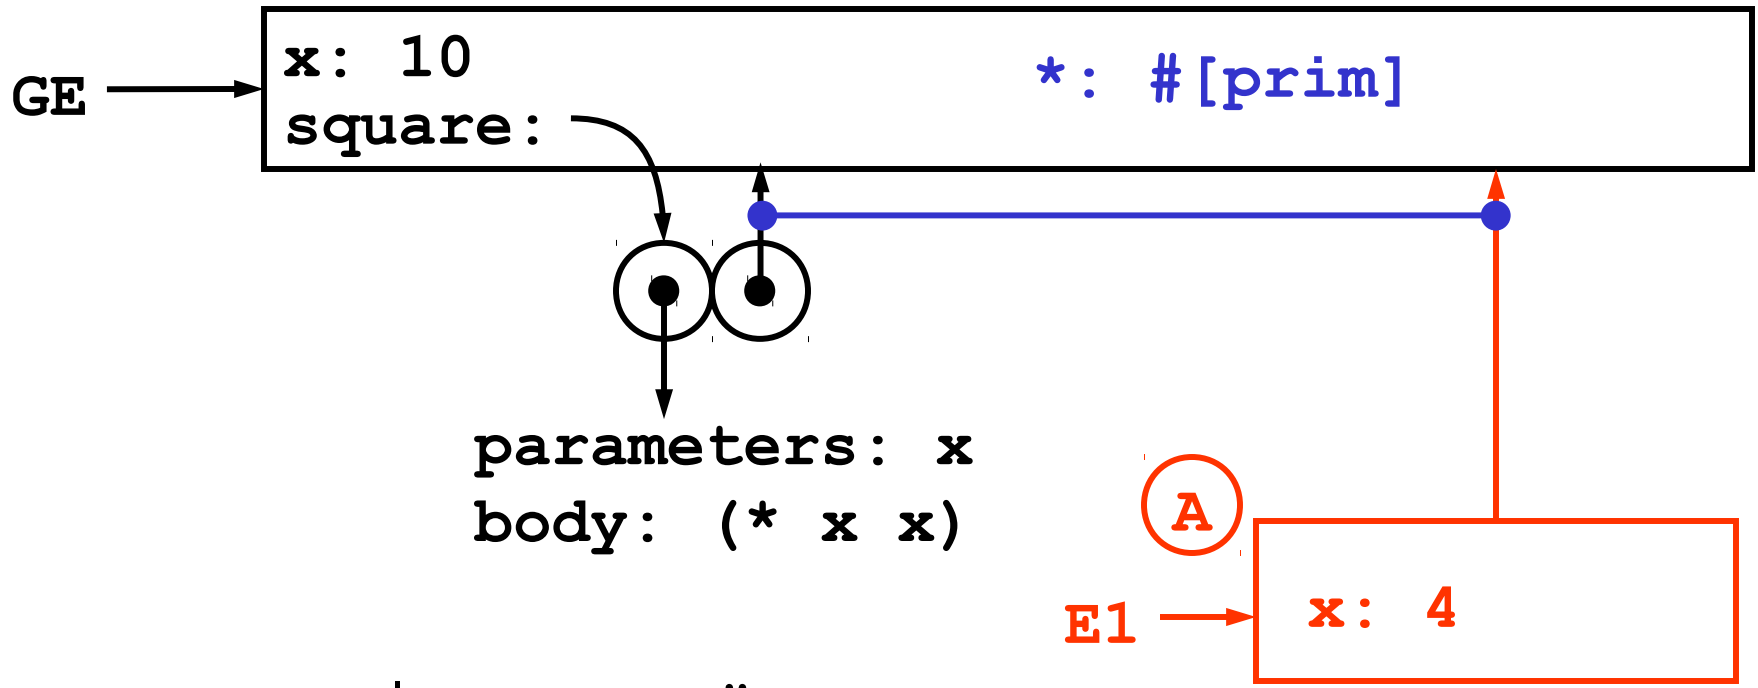 x: 10
*: #[prim]
GE
square:
parameters: x
body: (* x x)
A
E1
x: 4